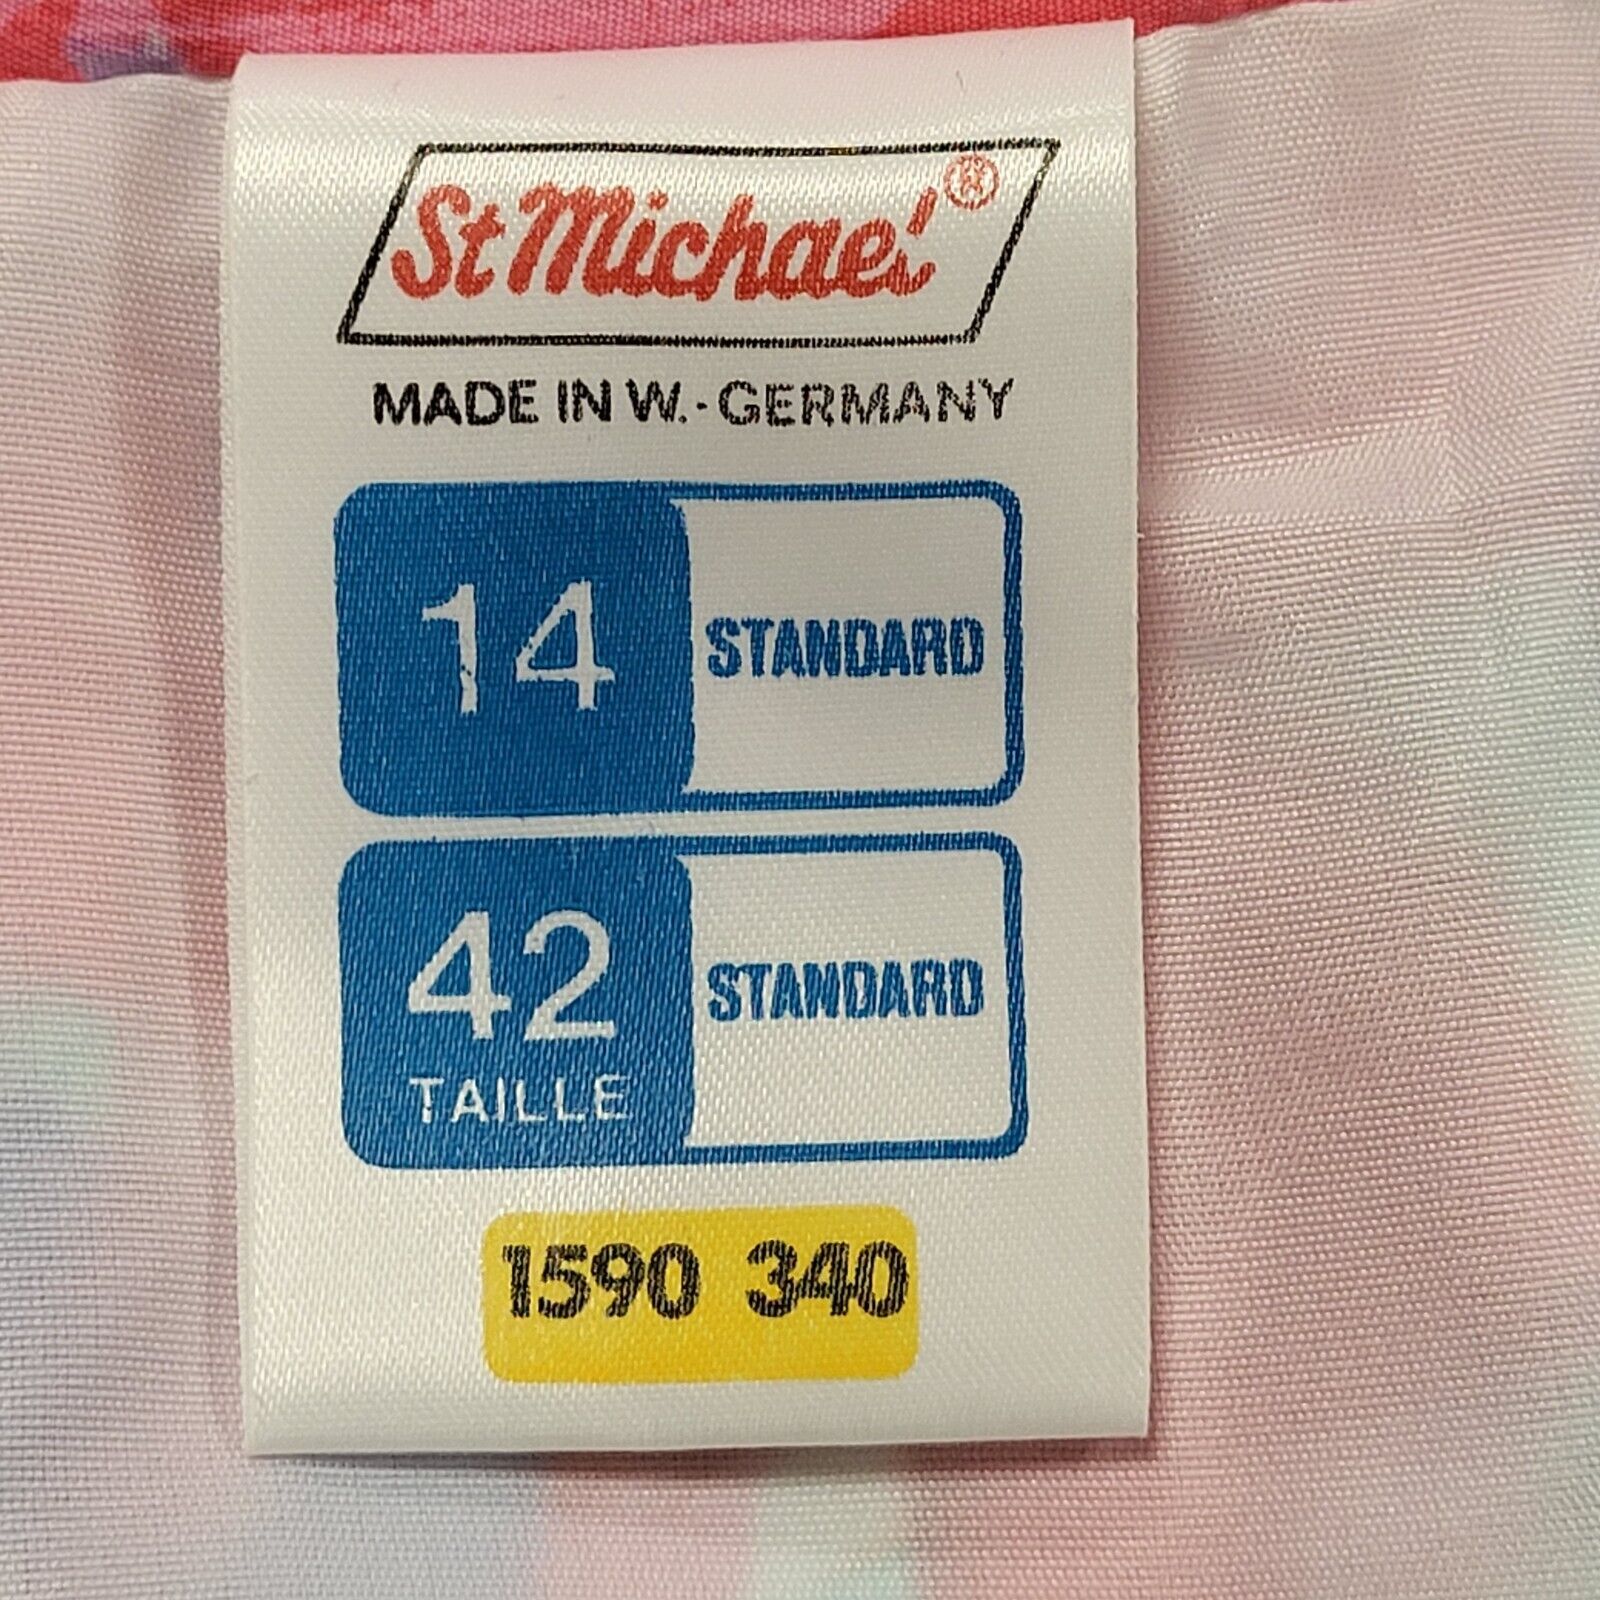 St Michael®
MADE IN W.-GERMANY
14 STANDARD
42 STANDARD
TAILLE
1590 340